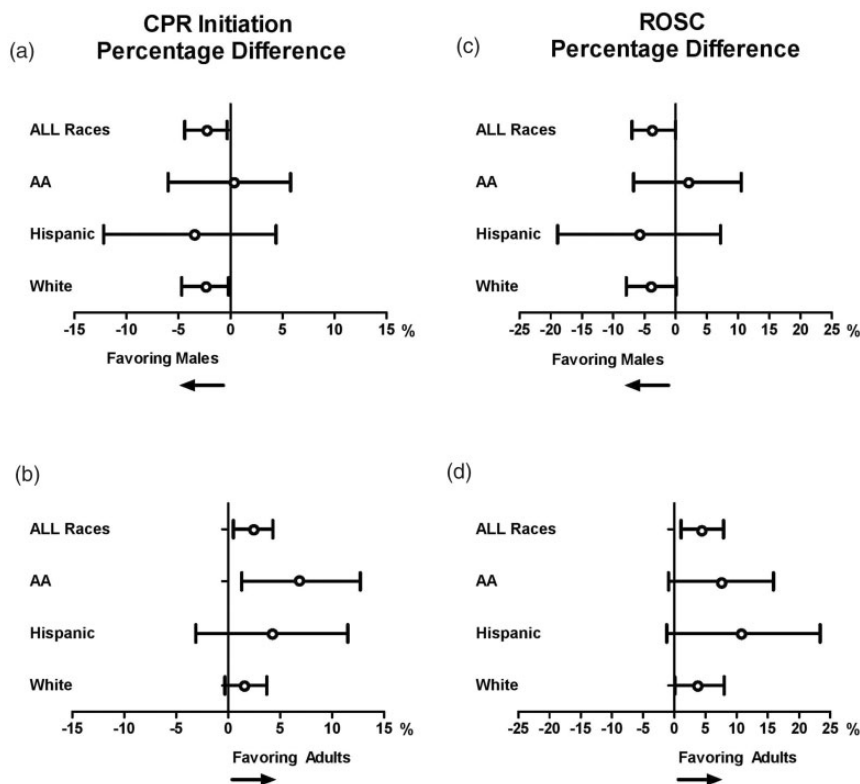 (a)
CPR Initiation
Percentage Difference
ALL Races
AA
Hispanic
White
-15 -10 -5 0 5 10 15 %
Favoring Males
(c)
ROSC
Percentage Difference
ALL Races
AA
Hispanic
White
-25 -20 -15 -10 -5 0 5 10 15 20 25 %
Favoring Males
(b)
ALL Races
AA
Hispanic
White
-15 -10 -5 0 5 10 15 %
Favoring Adults
(d)
ALL Races
AA
Hispanic
White
-25 -20 -15 -10 -5 0 5 10 15 20 25 %
Favoring Adults